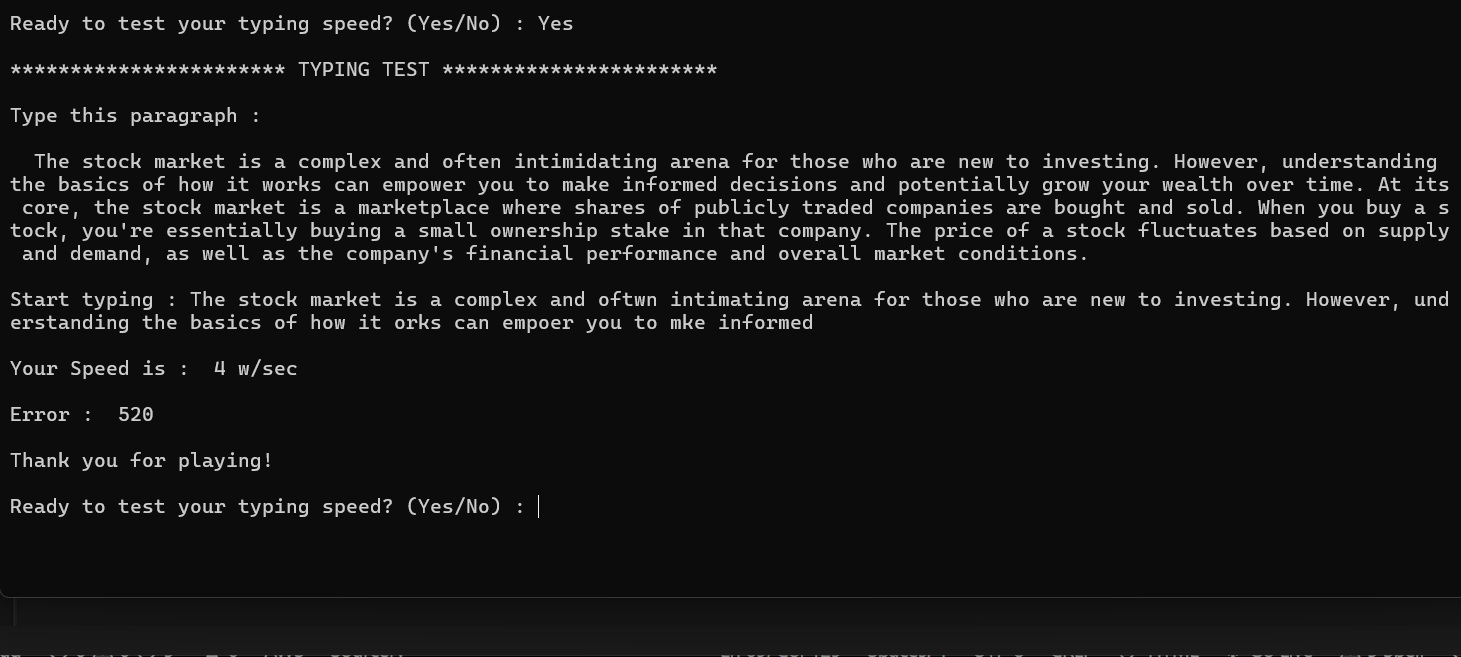 Ready to test your typing speed? (Yes/No) : Yes
*********************** TYPING TEST ***********************
Type this paragraph :
The stock market is a complex and often intimidating arena for those who are new to investing. However, understanding
the basics of how it works can empower you to make informed decisions and potentially grow your wealth over time. At its
core, the stock market is a marketplace where shares of publicly traded companies are bought and sold. When you buy a s
tock, you're essentially buying a small ownership stake in that company. The price of a stock fluctuates based on supply
and demand, as well as the company's financial performance and overall market conditions.
Start typing : The stock market is a complex and oftwn intimating arena for those who are new to investing. However, und
erstanding the basics of how it orks can empoer you to mke informed
Your Speed is :  4 w/sec
Error :  520
Thank you for playing!
Ready to test your typing speed? (Yes/No) :